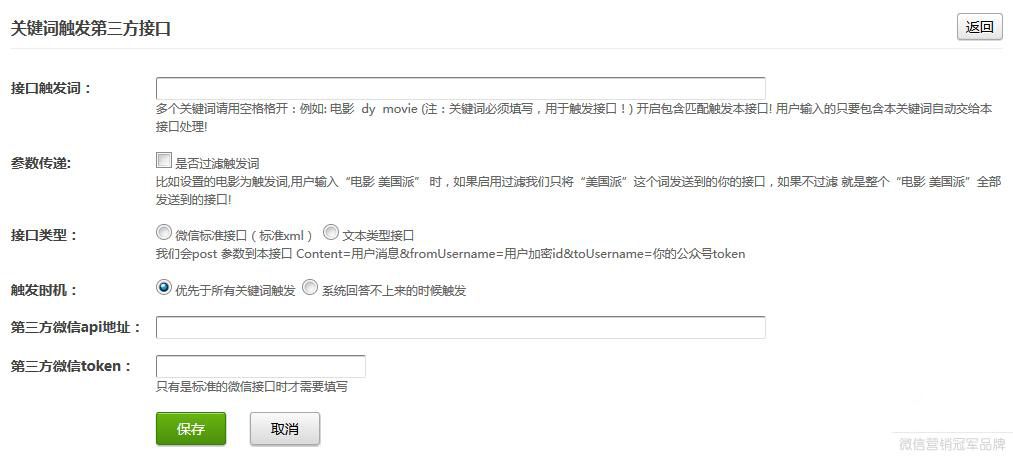 关键词触发第三方接口
返回
接口触发词：
多个关键词请用空格格开：例如: 电影 dy movie (注：关键词必须填写，用于触发接口！) 开启包含匹配触发本接口! 用户输入的只要包含本关键词自动交给本
接口处理!
参数传递:
是否过滤触发词
比如设置的电影为触发词,用户输入“电影 美国派” 时，如果启用过滤我们只将“美国派”这个词发送到的你的接口，如果不过滤 就是整个“电影 美国派”全部
发送到的接口!
接口类型：
微信标准接口（标准xml） 文本类型接口
我们会post 参数到本接口 Content=用户消息&fromUsername=用户加密id&toUsername=你的公众号token
触发时机：
优先于所有关键词触发 系统回答不上来的时候触发
第三方微信api地址：
第三方微信token：
只有是标准的微信接口时才需要填写
保存 取消
微信营销冠军品牌